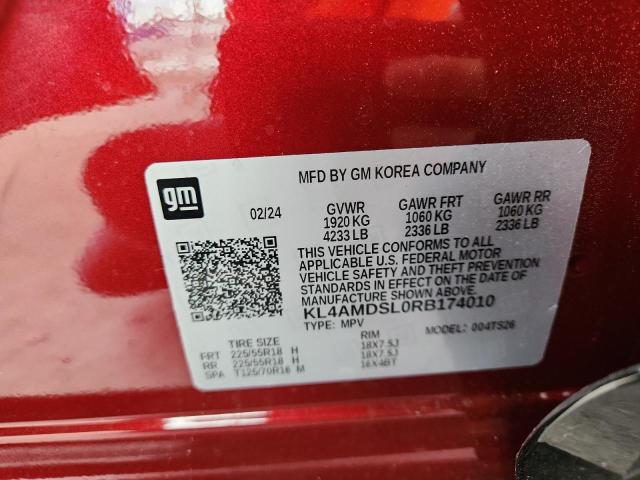 MFD BY GM KOREA COMPANY
gm
02/24
GVWR GAWR FRT GAWR RR
1920 KG 1060 KG 1060 KG
4233 LB 2336 LB 2336 LB
THIS VEHICLE CONFORMS TO ALL
APPLICABLE U.S. FEDERAL MOTOR
VEHICLE SAFETY AND THEFT PREVENTION
STANDARDS IN EFFECT ON THE DATE OF
MANUFACTURE SHOWN ABOVE.
KL4AMDSL0RB174010
TYPE: MPV MODEL: 004TS26
TIRE SIZE RIM
FRT 225/55R18 H 18X7.5J
RR 225/55R18 H 18X7.5J
SPA T125/70R16 M 16X4BT